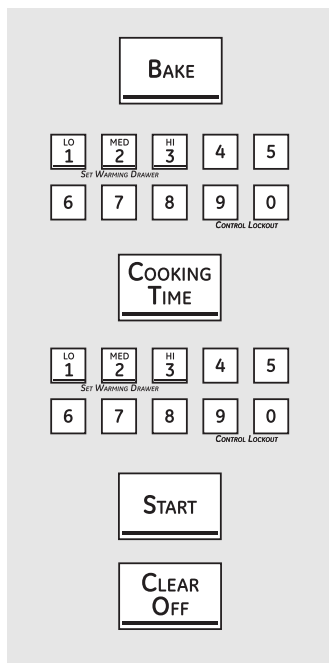 BAKE
LO MED HI
1 2 3 4 5
SET WARMING DRAWER
6 7 8 9 0
CONTROL LOCKOUT
COOKING
TIME
LO MED HI
1 2 3 4 5
SET WARMING DRAWER
6 7 8 9 0
CONTROL LOCKOUT
START
CLEAR
OFF